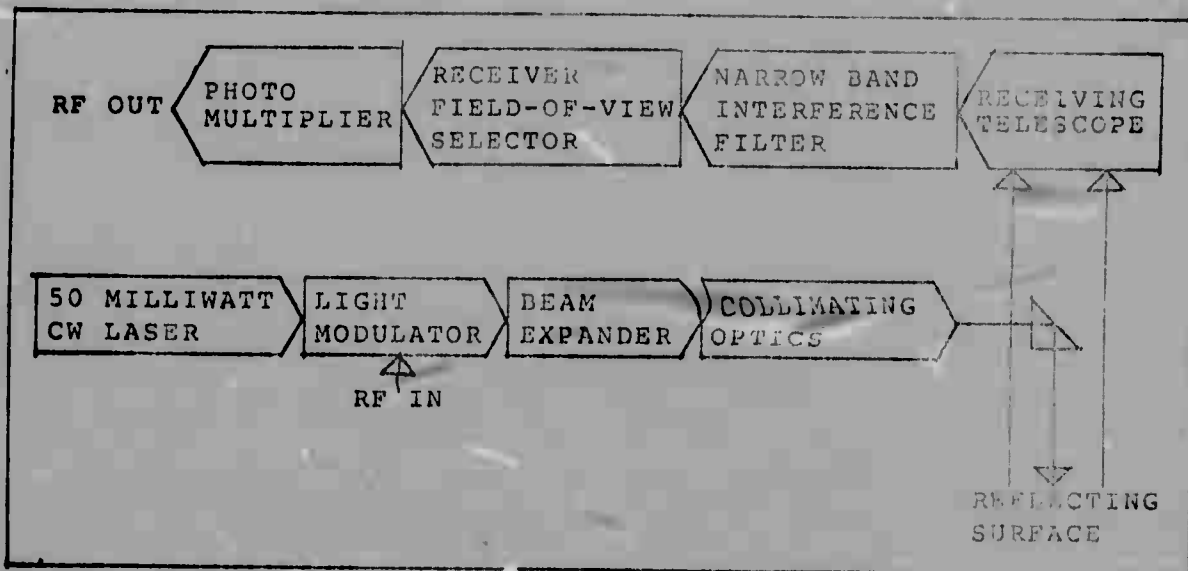 RF OUT
PHOTO
MULTIPLIER
RECEIVER
FIELD-OF-VIEW
SELECTOR
NARROW BAND
INTERFERENCE
FILTER
RECEIVING
TELESCOPE
50 MILLIWATT
CW LASER
LIGHT
MODULATOR
BEAM
EXPANDER
COLLIMATING
OPTICS
RF IN
REFLECTING
SURFACE